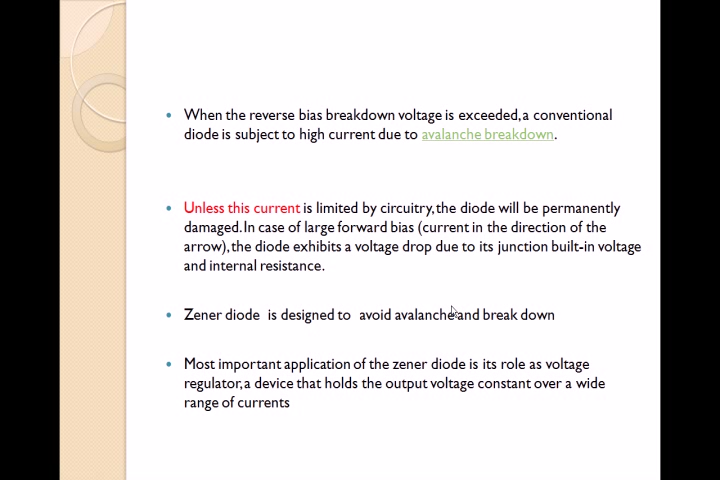 When the reverse bias breakdown voltage is exceeded, a conventional
diode is subject to high current due to avalanche breakdown.
Unless this current is limited by circuitry, the diode will be permanently
damaged. In case of large forward bias (current in the direction of the
arrow), the diode exhibits a voltage drop due to its junction built-in voltage
and internal resistance.
Zener diode is designed to avoid avalanche and break down
Most important application of the zener diode is its role as voltage
regulator, a device that holds the output voltage constant over a wide
range of currents